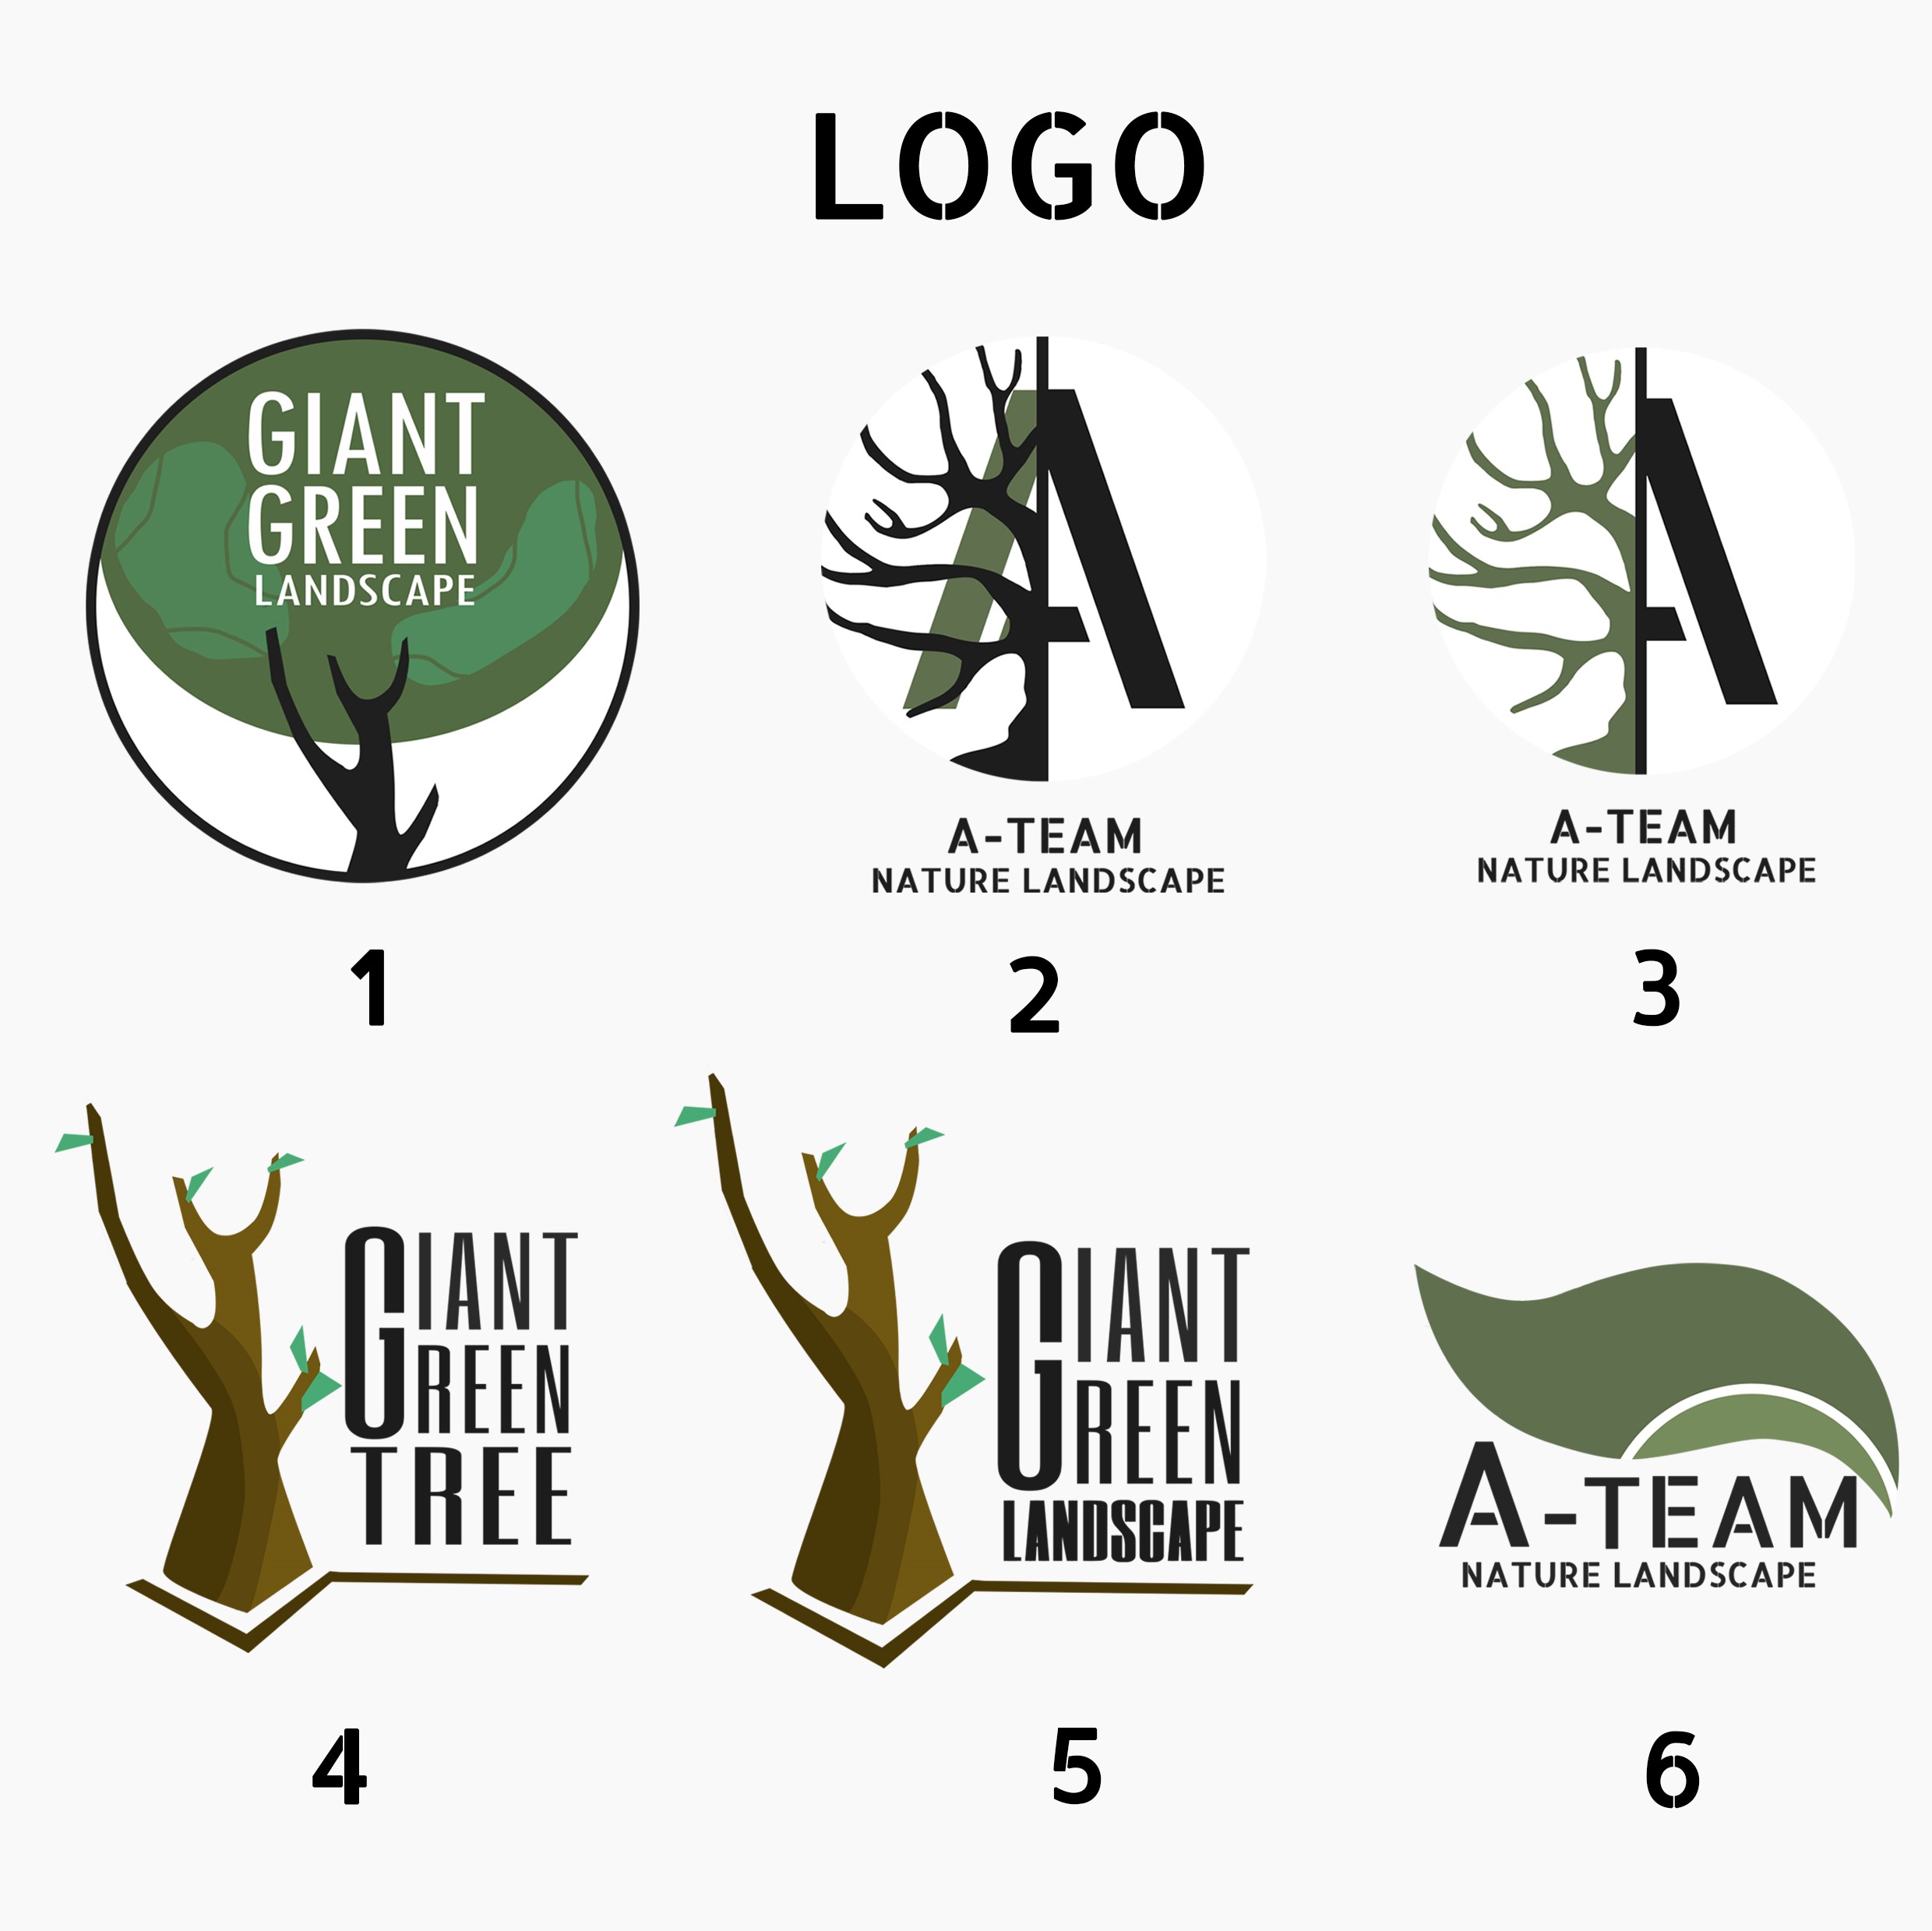 LOGO
GIANT
GREEN
LANDSCAPE
A-TEAM
NATURE LANDSCAPE
A
A-TEAM
NATURE LANDSCAPE
A
1
2
3
GIANT
GREEN
TREE
GIANT
GREEN
LANDSCAPE
A-TEAM
NATURE LANDSCAPE
4
5
6